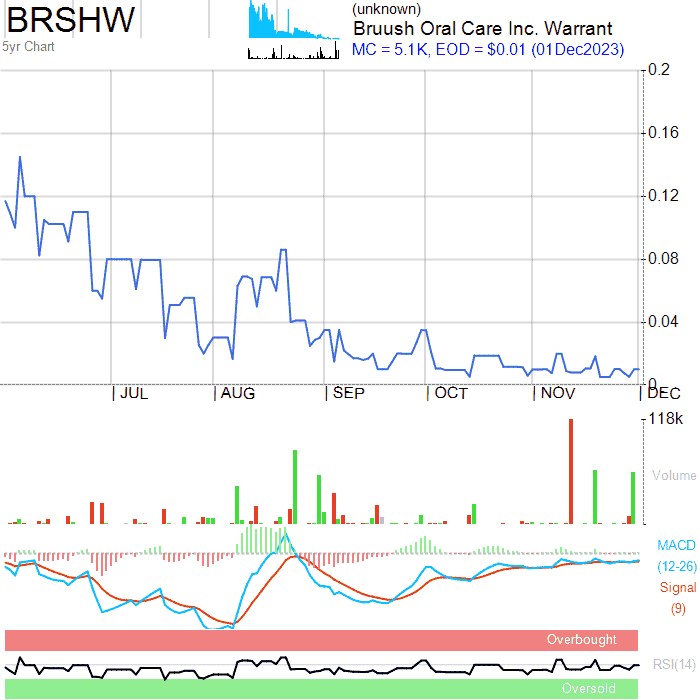 BRSHW
5yr Chart
(unknown)
Bruush Oral Care Inc. Warrant
MC = 5.1K, EOD = $0.01 (01Dec2023)
0.2
0.16
0.12
0.08
0.04
0
JUL AUG SEP OCT NOV DEC
118k
Volume
MACD
(12-26)
Signal
(9)
Overbought
RSI(14)
Oversold